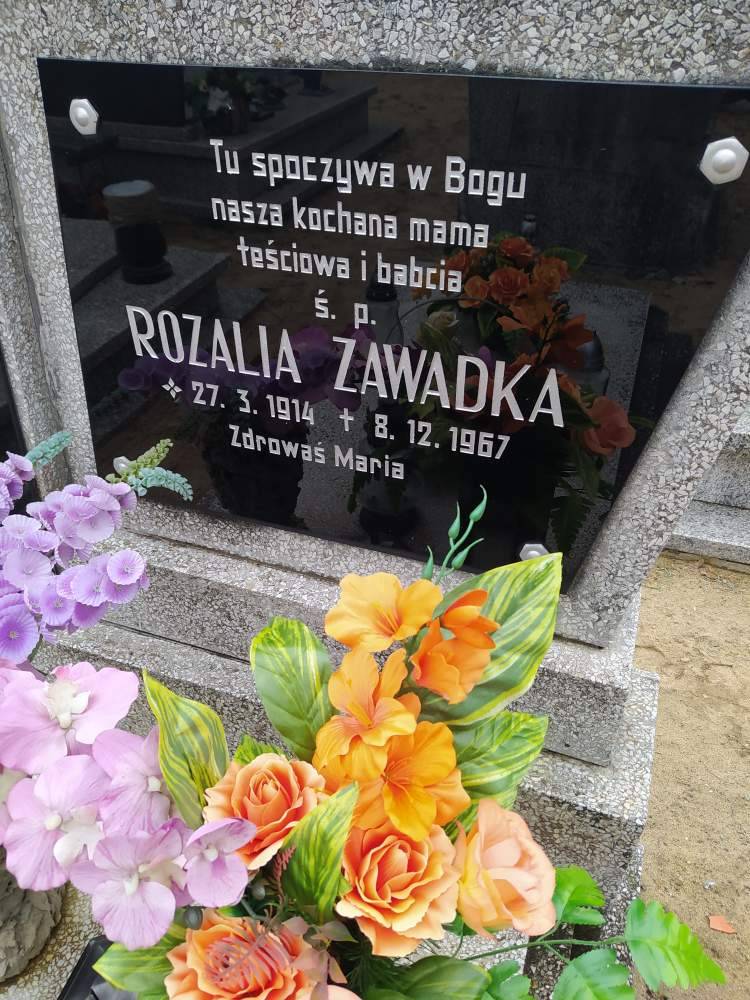 Tu spoczywa w Bogu
nasza kochana mama
teściowa i babcia
ś. p.
ROZALIA ZAWADKA
27. 3. 1914 + 8. 12. 1967
Zdrowaś Maria